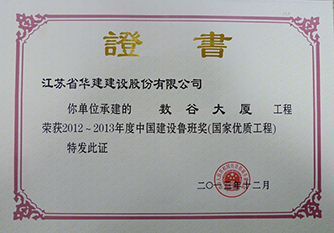 證書
江苏省华建建设股份有限公司
你单位承建的 数谷大厦 工程
荣获2012~2013年度中国建设鲁班奖(国家优质工程)
特发此证
二〇一三年十二月